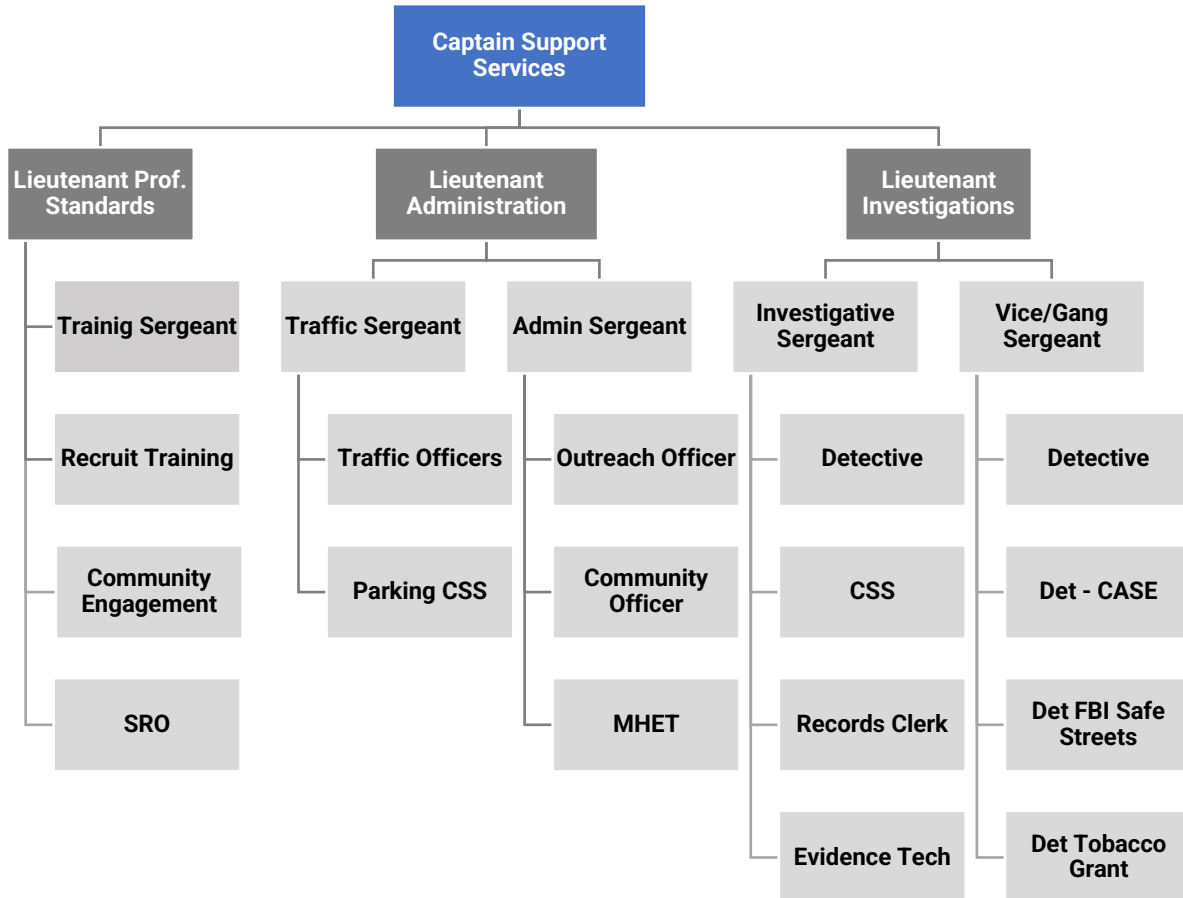 Captain Support
Services
Lieutenant Prof.
Standards
Lieutenant
Administration
Lieutenant
Investigations
Trainig Sergeant
Recruit Training
Community
Engagement
SRO
Traffic Sergeant
Traffic Officers
Parking CSS
Admin Sergeant
Outreach Officer
Community
Officer
MHET
Investigative
Sergeant
Detective
CSS
Records Clerk
Evidence Tech
Vice/Gang
Sergeant
Detective
Det - CASE
Det FBI Safe
Streets
Det Tobacco
Grant